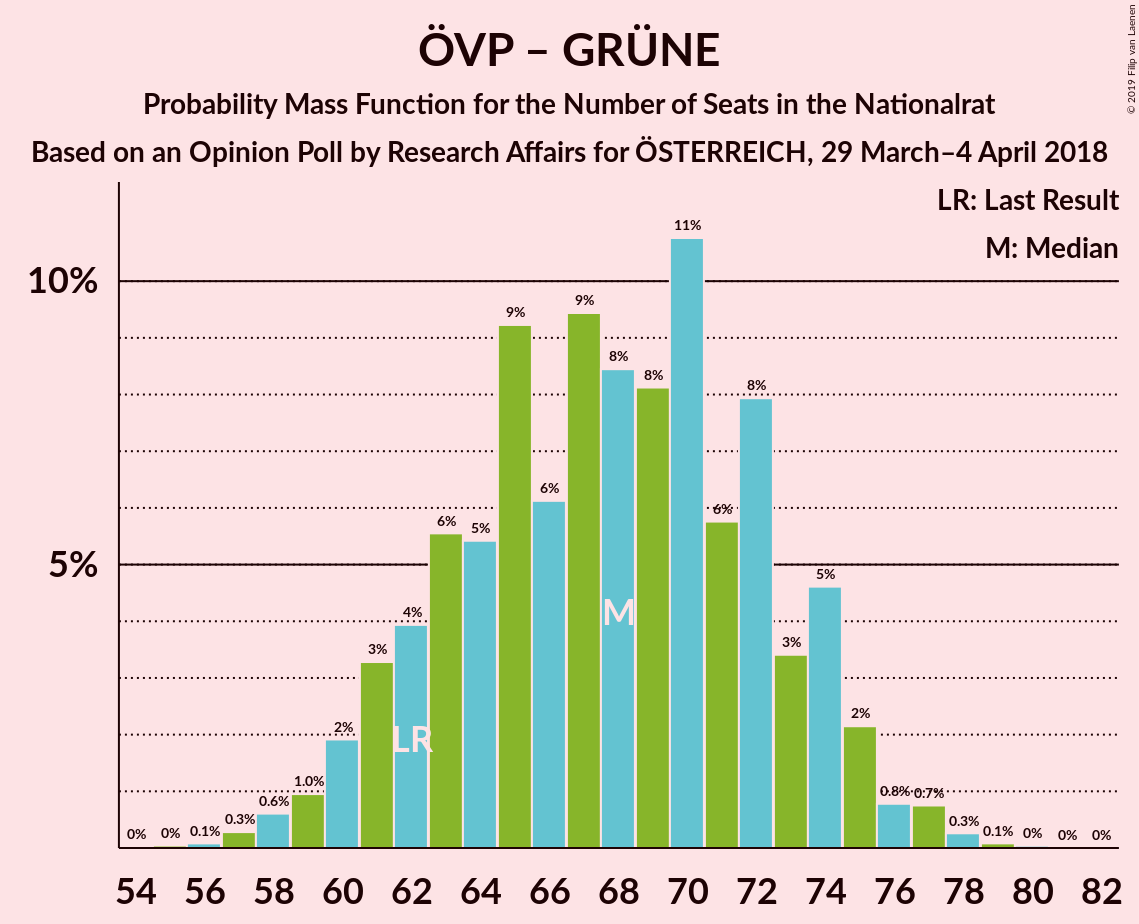 ÖVP – GRÜNE
Probability Mass Function for the Number of Seats in the Nationalrat
Based on an Opinion Poll by Research Affairs for ÖSTERREICH, 29 March–4 April 2018
© 2019 Filip van Laenen
LR: Last Result
M: Median
10%
5%
0% 0% 0.1% 0.3% 0.6% 1.0% 2% 3% 4% 6% 5% 9% 6% 9% 8% 8% 11% 6% 8% 3% 5% 2% 0.8% 0.7% 0.3% 0.1% 0% 0% 0%
M
LR
54 56 58 60 62 64 66 68 70 72 74 76 78 80 82